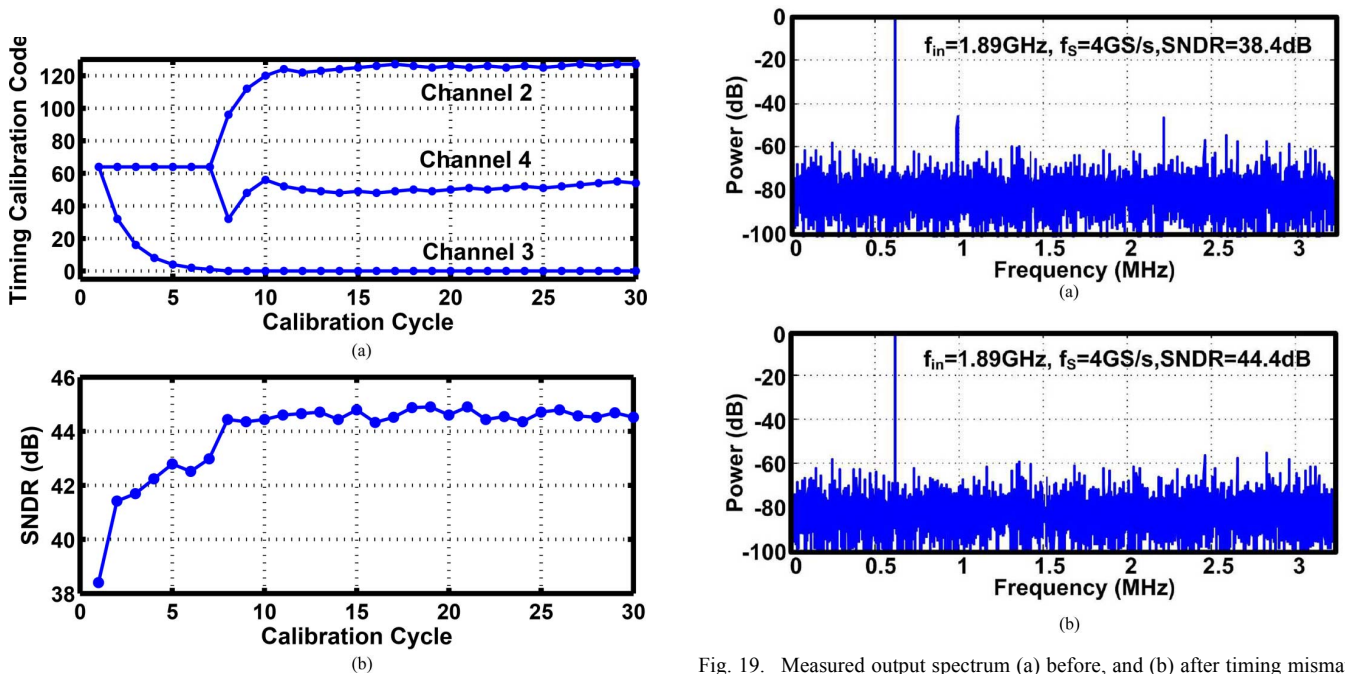 Timing Calibration Code
120
100
80
60
40
20
0
Channel 2
Channel 4
Channel 3
0 5 10 15 20 25 30
Calibration Cycle
(a)
SNDR (dB)
46
44
42
40
38
0 5 10 15 20 25 30
Calibration Cycle
(b)
Power (dB)
0
-20
-40
-60
-80
-100
fin=1.89GHz, fS=4GS/s,SNDR=38.4dB
0 0.5 1 1.5 2 2.5 3
Frequency (MHz)
(a)
Power (dB)
0
-20
-40
-60
-80
-100
fin=1.89GHz, fS=4GS/s,SNDR=44.4dB
0 0.5 1 1.5 2 2.5 3
Frequency (MHz)
(b)
Fig. 19. Measured output spectrum (a) before, and (b) after timing misma